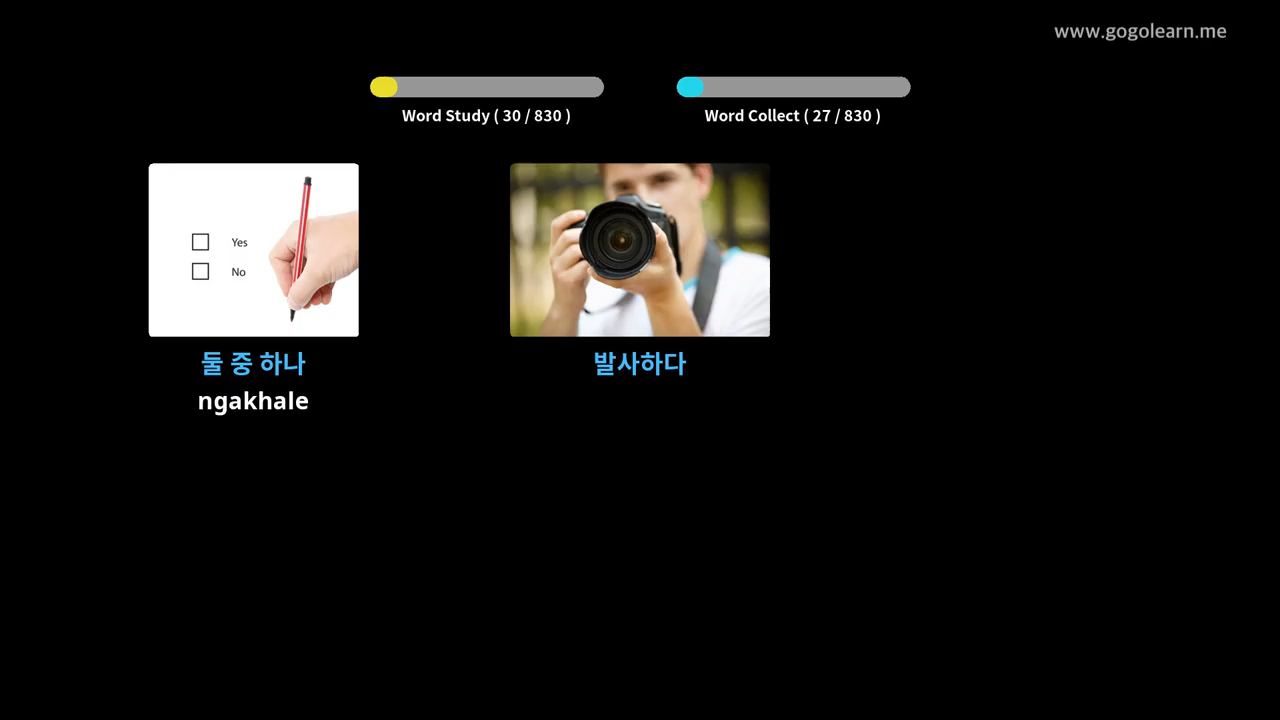 www.gogolearn.me
Word Study ( 30 / 830 )
Word Collect ( 27 / 830 )
Yes
No
둘 중 하나
ngakhale
발사하다